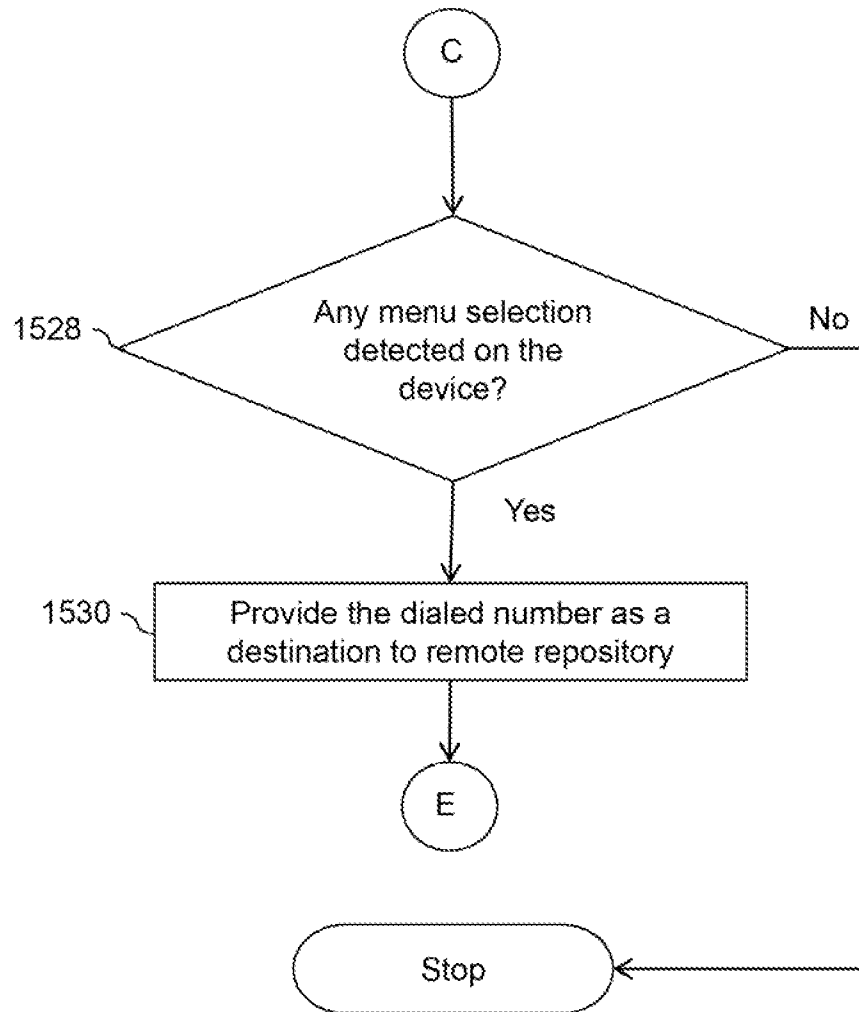 C
Any menu selection
detected on the
device?
No
1528
Yes
1530
Provide the dialed number as a
destination to remote repository
E
Stop